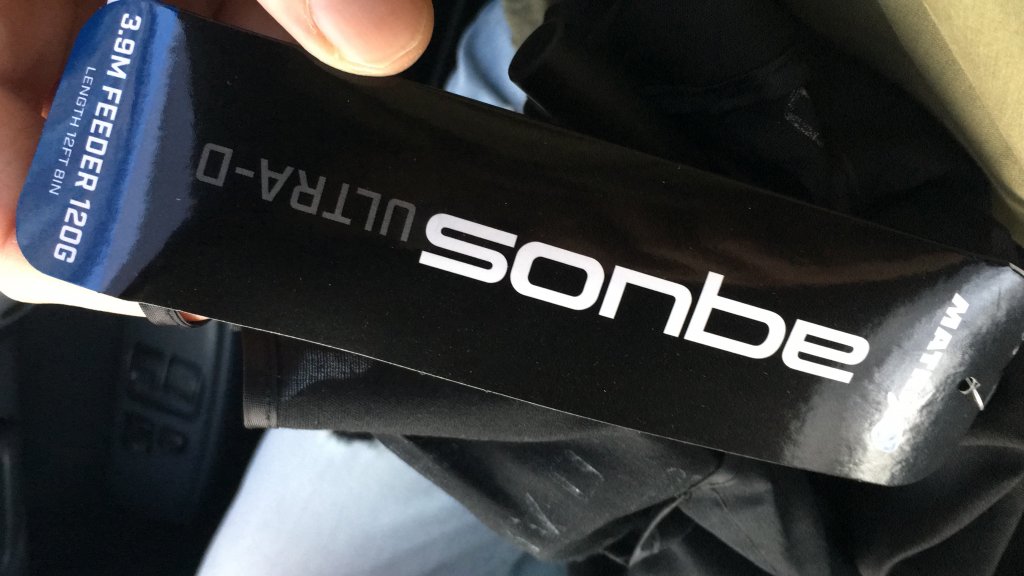 aquos ULTRA-D
3.9M FEEDER 120G
LENGTH 12FT 8IN